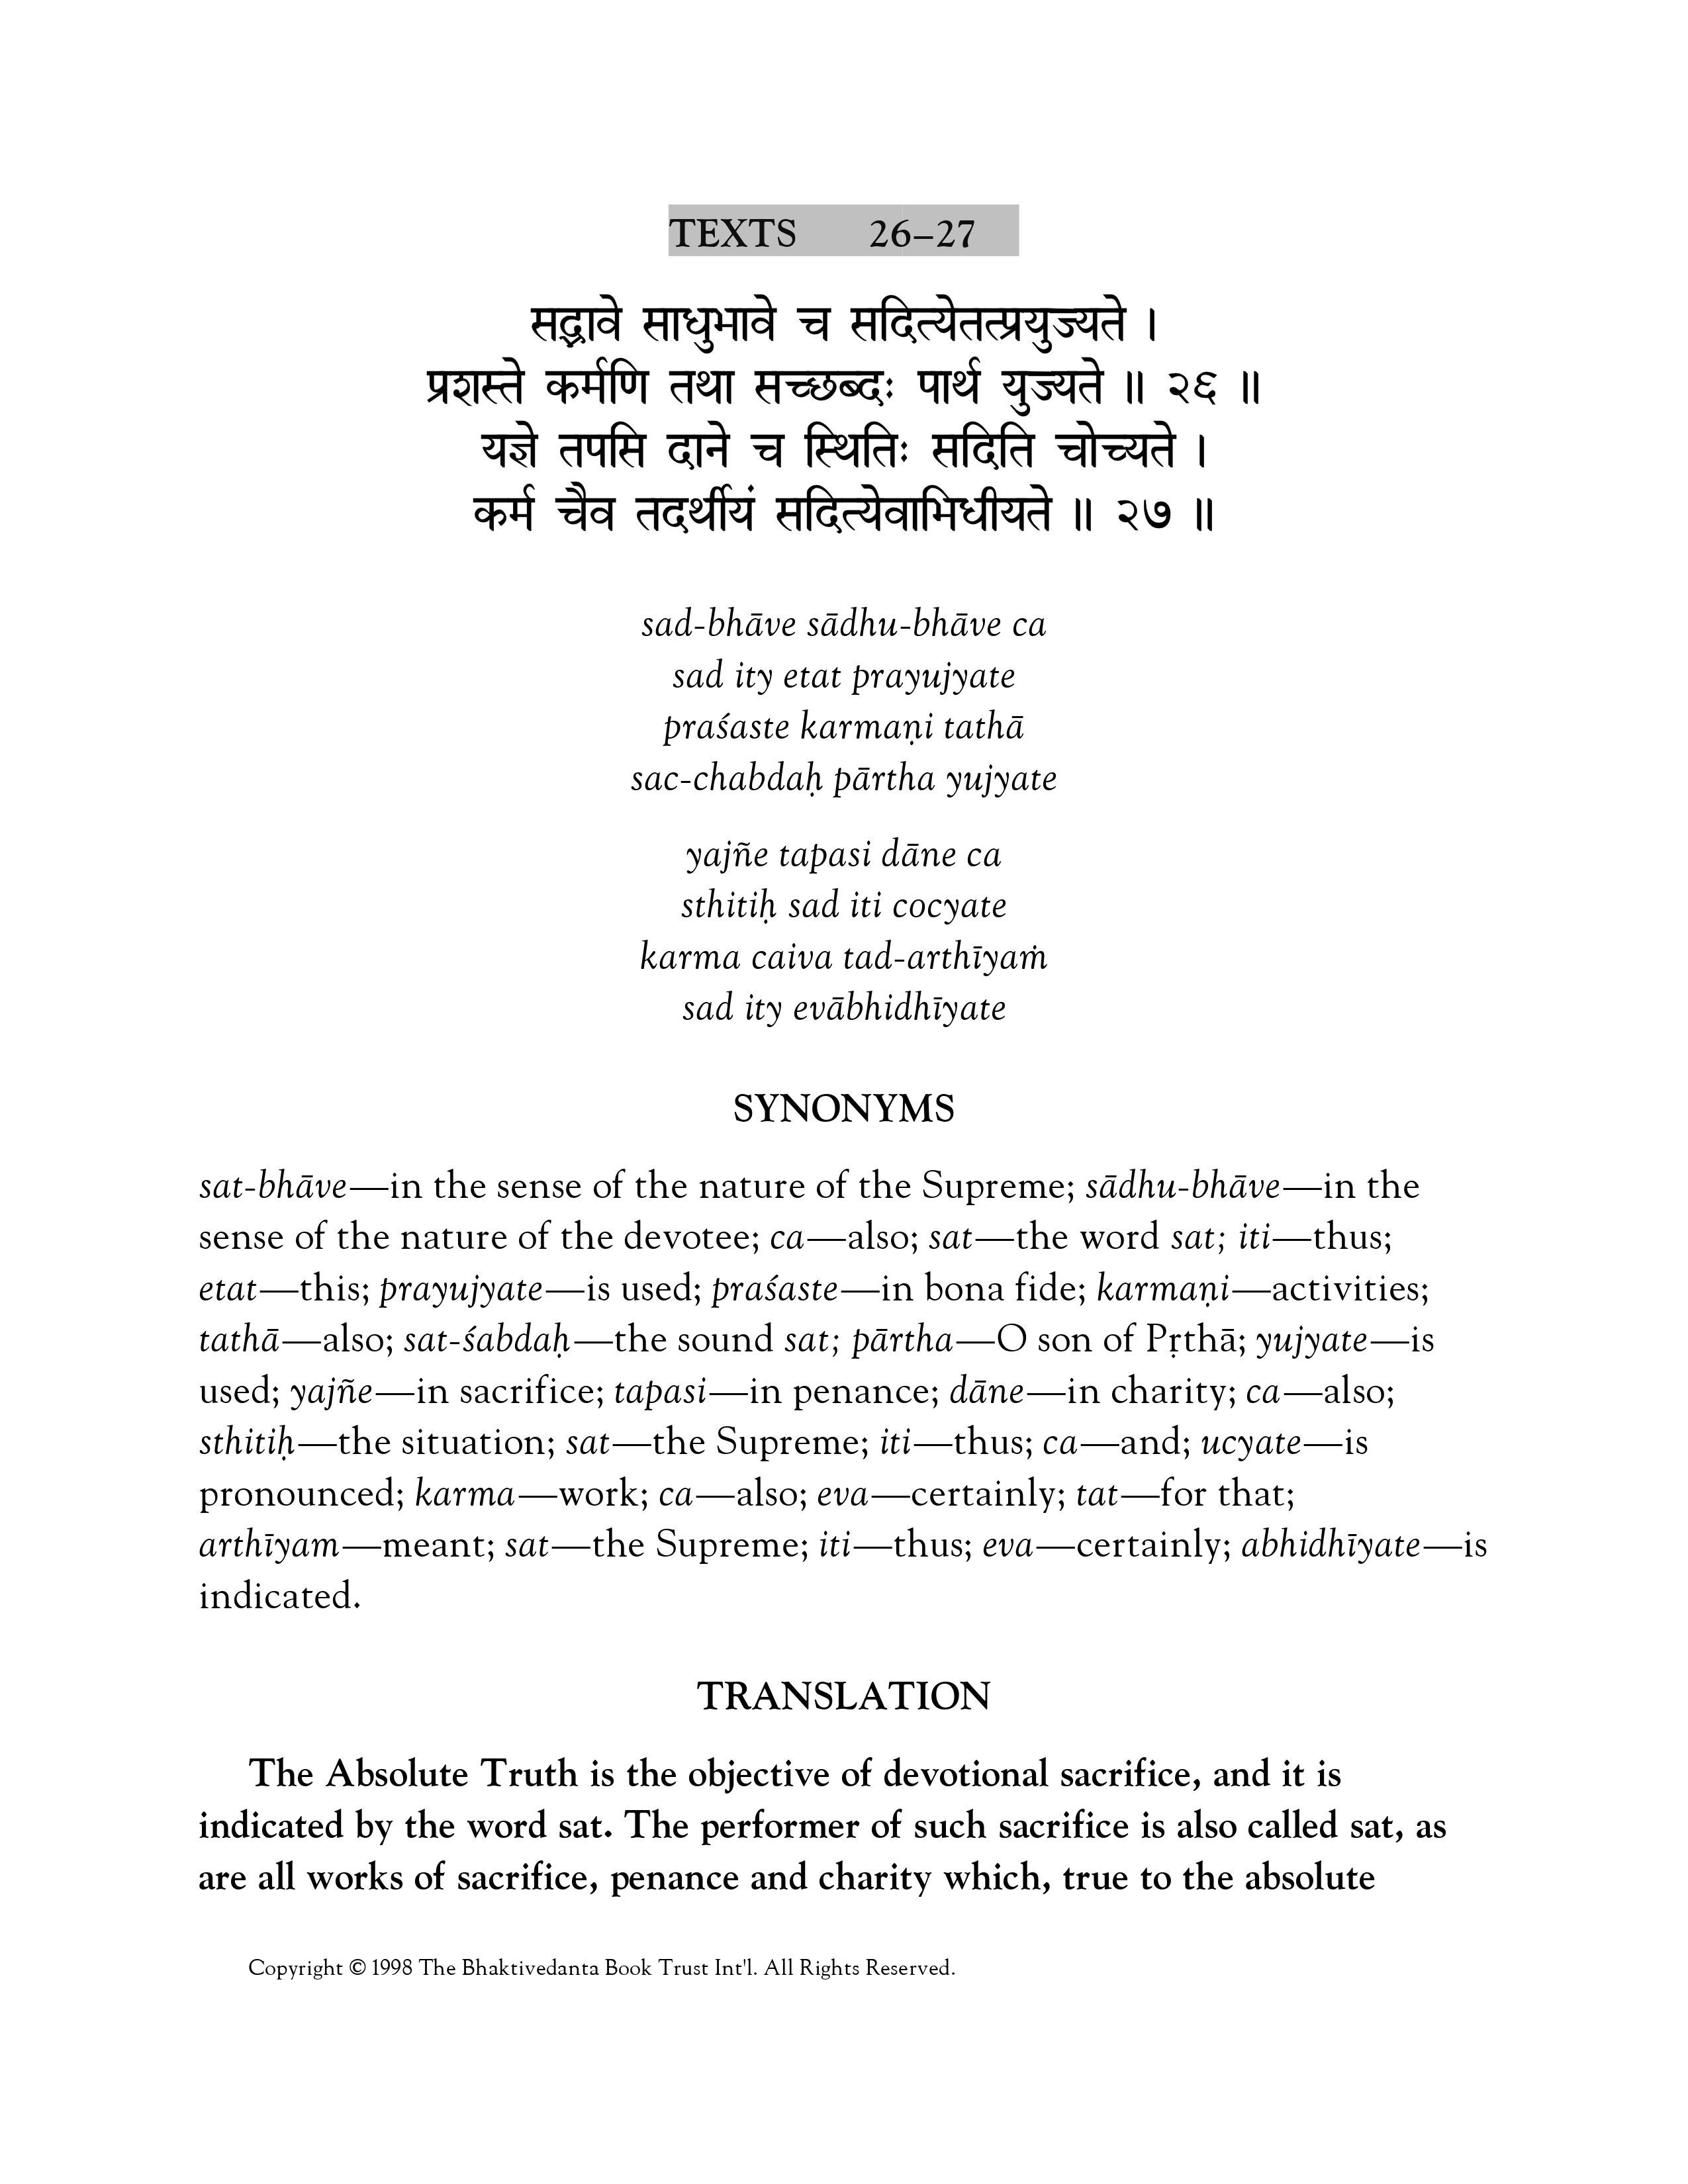 TEXTS 26–27
सद्भावे साधुभावे च सदित्येतत्प्रयुज्यते ।
प्रशस्ते कर्मणि तथा सच्छब्दः पार्थ युज्यते ॥ २६ ॥
यज्ञे तपसि दाने च स्थितिः सदिति चोच्यते ।
कर्म चैव तदर्थीयं सदित्येवाभिधीयते ॥ २७ ॥
sad-bhāve sādhu-bhāve ca
sad ity etat prayujyate
praśaste karmaṇi tathā
sac-chabdaḥ pārtha yujyate
yajñe tapasi dāne ca
sthitiḥ sad iti cocyate
karma caiva tad-arthīyaṁ
sad ity evābhidhīyate
SYNONYMS
sat-bhāve—in the sense of the nature of the Supreme; sādhu-bhāve—in the
sense of the nature of the devotee; ca—also; sat—the word sat; iti—thus;
etat—this; prayujyate—is used; praśaste—in bona fide; karmaṇi—activities;
tathā—also; sat-śabdaḥ—the sound sat; pārtha—O son of Pṛthā; yujyate—is
used; yajñe—in sacrifice; tapasi—in penance; dāne—in charity; ca—also;
sthitiḥ—the situation; sat—the Supreme; iti—thus; ca—and; ucyate—is
pronounced; karma—work; ca—also; eva—certainly; tat—for that;
arthīyam—meant; sat—the Supreme; iti—thus; eva—certainly; abhidhīyate—is
indicated.
TRANSLATION
The Absolute Truth is the objective of devotional sacrifice, and it is
indicated by the word sat. The performer of such sacrifice is also called sat, as
are all works of sacrifice, penance and charity which, true to the absolute
Copyright © 1998 The Bhaktivedanta Book Trust Int'l. All Rights Reserved.